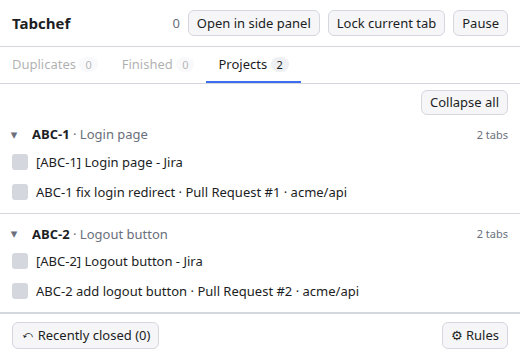 Tabchef 0 Open in side panel Lock current tab Pause
Duplicates 0 Finished 0 Projects 2
Collapse all
▾ ABC-1 · Login page 2 tabs
[ABC-1] Login page - Jira
ABC-1 fix login redirect · Pull Request #1 · acme/api
▾ ABC-2 · Logout button 2 tabs
[ABC-2] Logout button - Jira
ABC-2 add logout button · Pull Request #2 · acme/api
⤺ Recently closed (0) ⚙ Rules